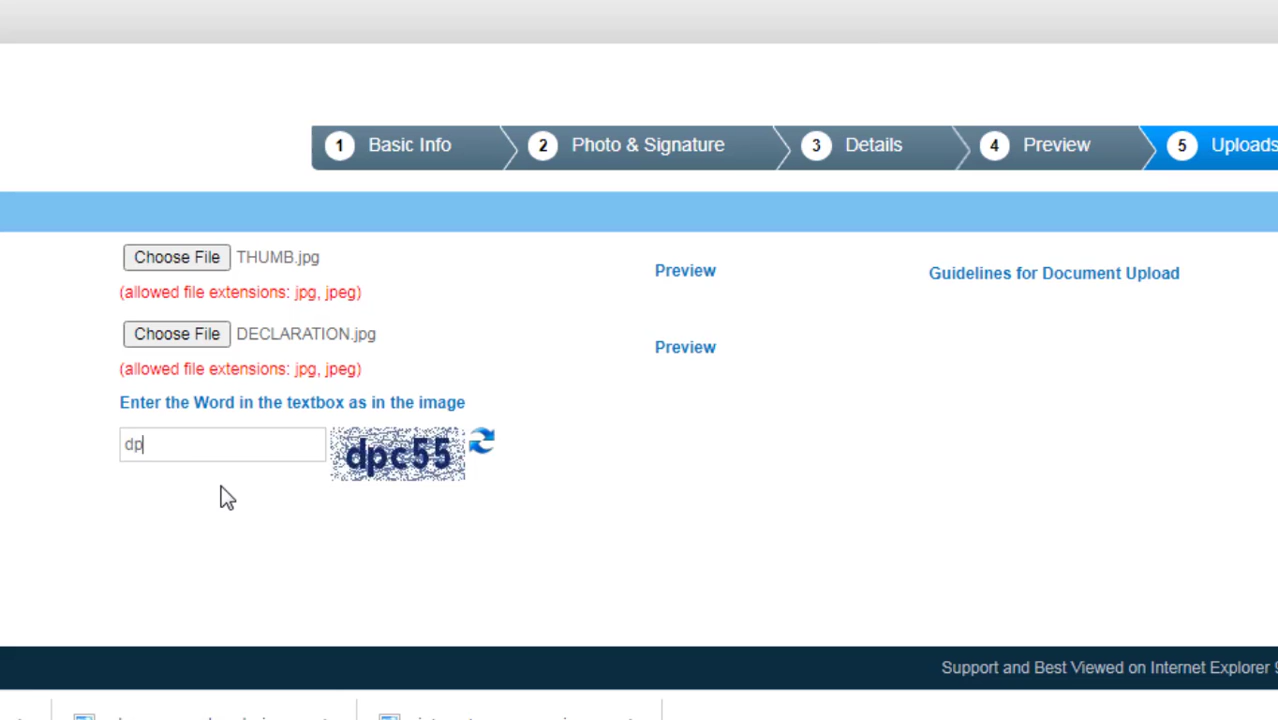 1 Basic Info 2 Photo & Signature 3 Details 4 Preview 5 Uploads
Choose File THUMB.jpg
Preview
Guidelines for Document Upload
(allowed file extensions: jpg, jpeg)
Choose File DECLARATION.jpg
Preview
(allowed file extensions: jpg, jpeg)
Enter the Word in the textbox as in the image
dp
dpc55
Support and Best Viewed on Internet Explorer 9